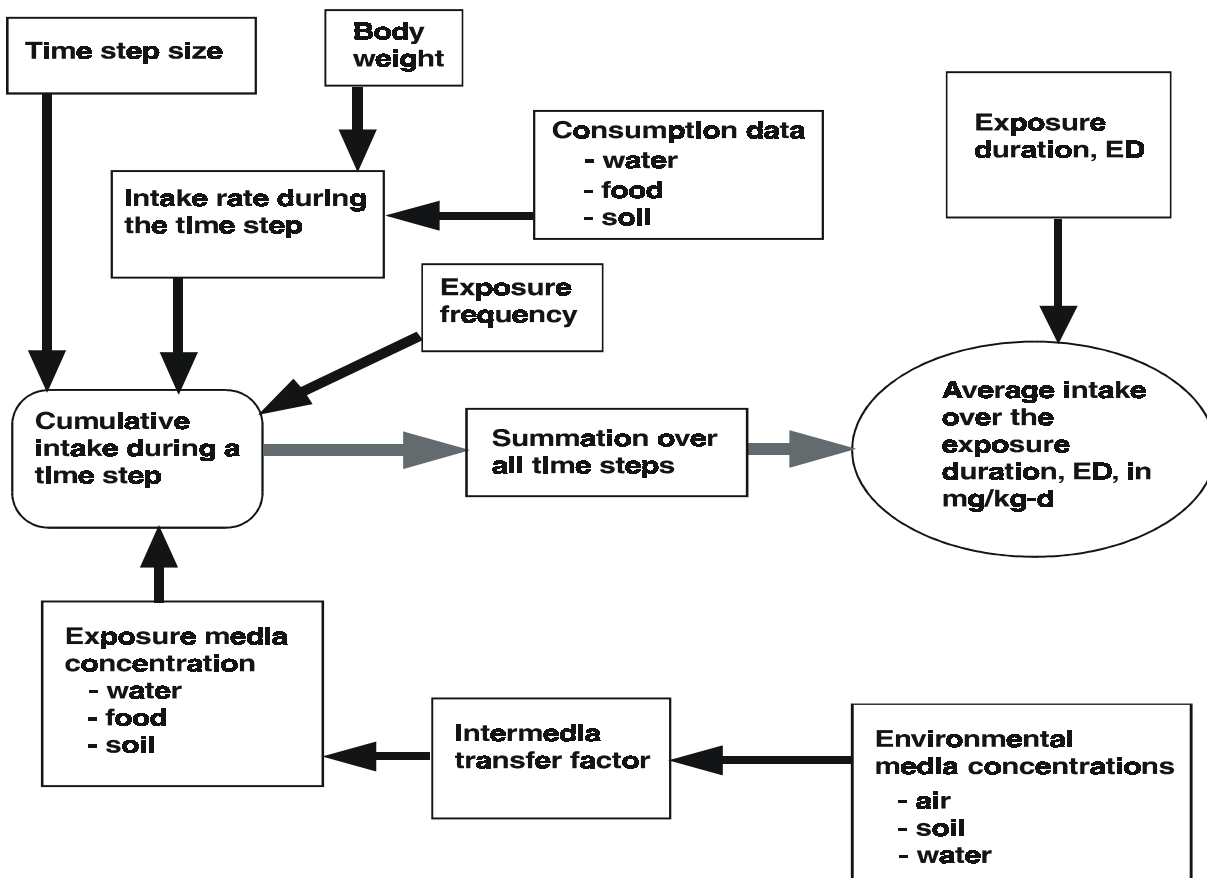 Time step size
Body
weight
Consumption data
- water
- food
- soil
Exposure
duration, ED
Intake rate during
the time step
Exposure
frequency
Cumulative
intake during a
time step
Summation over
all time steps
Average intake
over the
exposure
duration, ED, in
mg/kg-d
Exposure media
concentration
- water
- food
- soil
Intermedia
transfer factor
Environmental
media concentrations
- air
- soil
- water